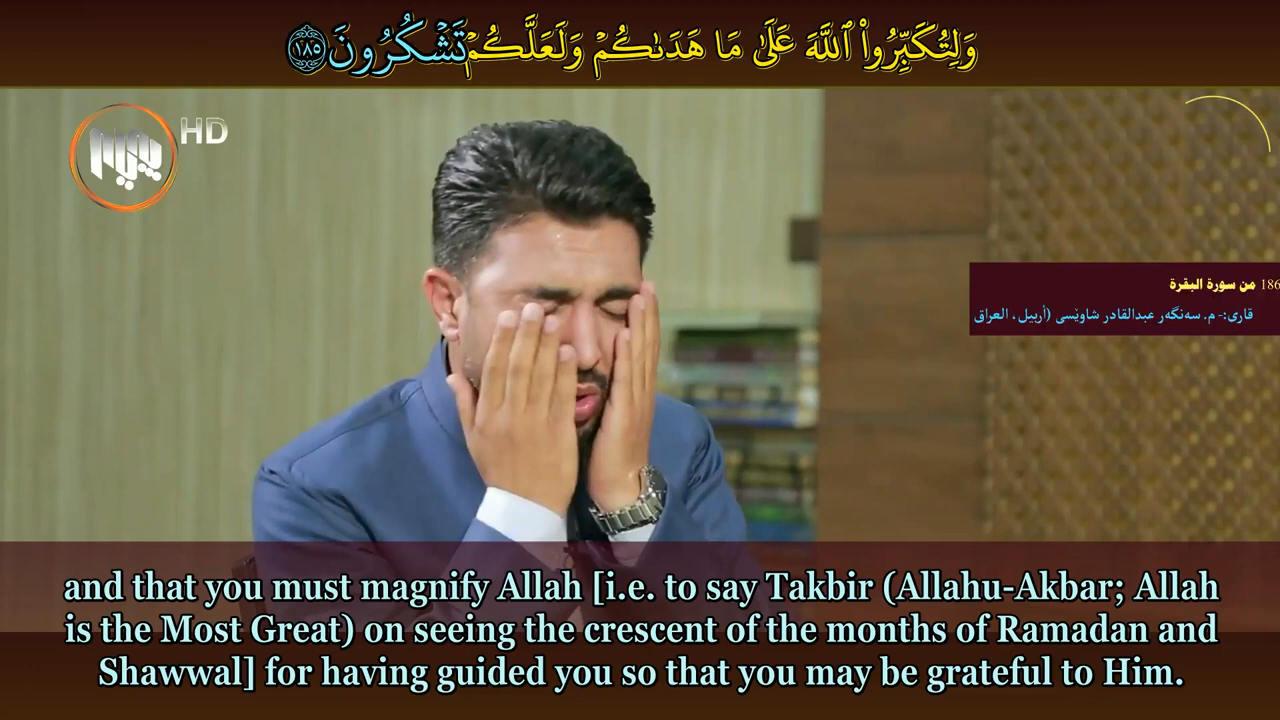 وَلِتُكَبِّرُوا۟ ٱللَّهَ عَلَىٰ مَا هَدَىٰكُمْ وَلَعَلَّكُمْ تَشْكُرُونَ ١٨٥
HD
186 من سورة البقرة
قاری:- م. سەنگەر عبدالقادر شاوێسی (أربيل، العراق
and that you must magnify Allah [i.e. to say Takbir (Allahu-Akbar; Allah
is the Most Great) on seeing the crescent of the months of Ramadan and
Shawwal] for having guided you so that you may be grateful to Him.